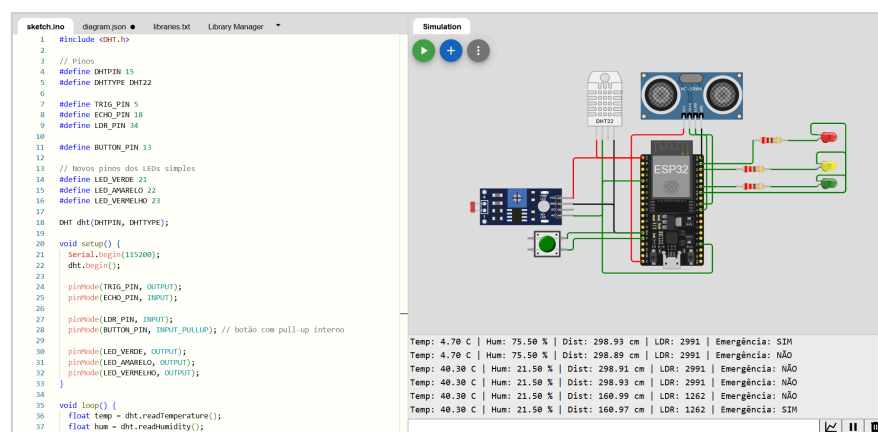 sketch.ino diagram.json ● libraries.txt Library Manager
1 #include <DHT.h>
2
3 // Pinos
4 #define DHTPIN 15
5 #define DHTTYPE DHT22
6
7 #define TRIG_PIN 5
8 #define ECHO_PIN 18
9 #define LDR_PIN 34
10
11 #define BUTTON_PIN 13
12
13 // Novos pinos dos LEDs simples
14 #define LED_VERDE 21
15 #define LED_AMARELO 22
16 #define LED_VERMELHO 23
17
18 DHT dht(DHTPIN, DHTTYPE);
19
20 void setup() {
21 Serial.begin(115200);
22 dht.begin();
23
24 pinMode(TRIG_PIN, OUTPUT);
25 pinMode(ECHO_PIN, INPUT);
26
27 pinMode(LDR_PIN, INPUT);
28 pinMode(BUTTON_PIN, INPUT_PULLUP); // botão com pull-up interno
29
30 pinMode(LED_VERDE, OUTPUT);
31 pinMode(LED_AMARELO, OUTPUT);
32 pinMode(LED_VERMELHO, OUTPUT);
33 }
34
35 void loop() {
36 float temp = dht.readTemperature();
37 float hum = dht.readHumidity();
Simulation
DHT22
HC-SR04
ESP32
Temp: 4.70 C | Hum: 75.50 % | Dist: 298.93 cm | LDR: 2991 | Emergência: SIM
Temp: 4.70 C | Hum: 75.50 % | Dist: 298.89 cm | LDR: 2991 | Emergência: NÃO
Temp: 40.30 C | Hum: 21.50 % | Dist: 298.91 cm | LDR: 2991 | Emergência: NÃO
Temp: 40.30 C | Hum: 21.50 % | Dist: 298.93 cm | LDR: 2991 | Emergência: NÃO
Temp: 40.30 C | Hum: 21.50 % | Dist: 160.99 cm | LDR: 1262 | Emergência: NÃO
Temp: 40.30 C | Hum: 21.50 % | Dist: 160.97 cm | LDR: 1262 | Emergência: SIM